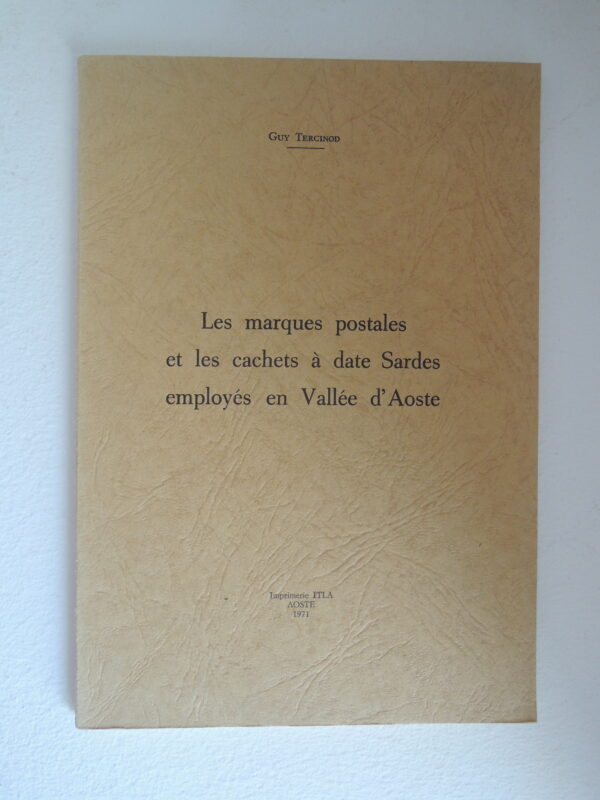 Guy Tercinod
Les marques postales
et les cachets à date Sardes
employés en Vallée d'Aoste
Imprimerie ITLA
AOSTE
1971